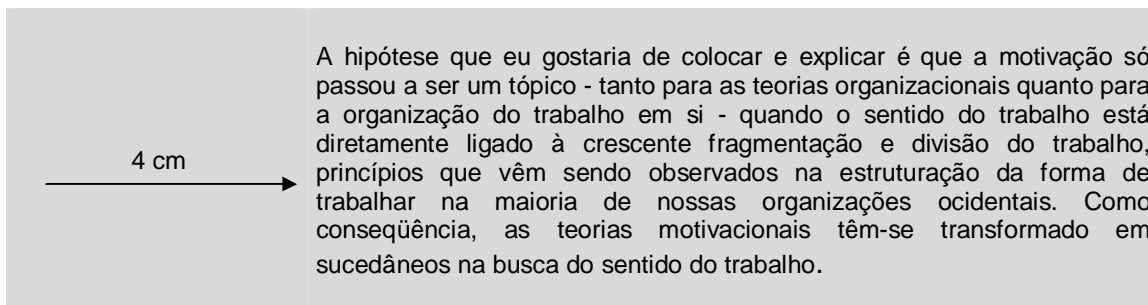 4 cm
A hipótese que eu gostaria de colocar e explicar é que a motivação só
passou a ser um tópico - tanto para as teorias organizacionais quanto para
a organização do trabalho em si - quando o sentido do trabalho está
diretamente ligado à crescente fragmentação e divisão do trabalho,
princípios que vêm sendo observados na estruturação da forma de
trabalhar na maioria de nossas organizações ocidentais. Como
conseqüência, as teorias motivacionais têm-se transformado em
sucedâneos na busca do sentido do trabalho.